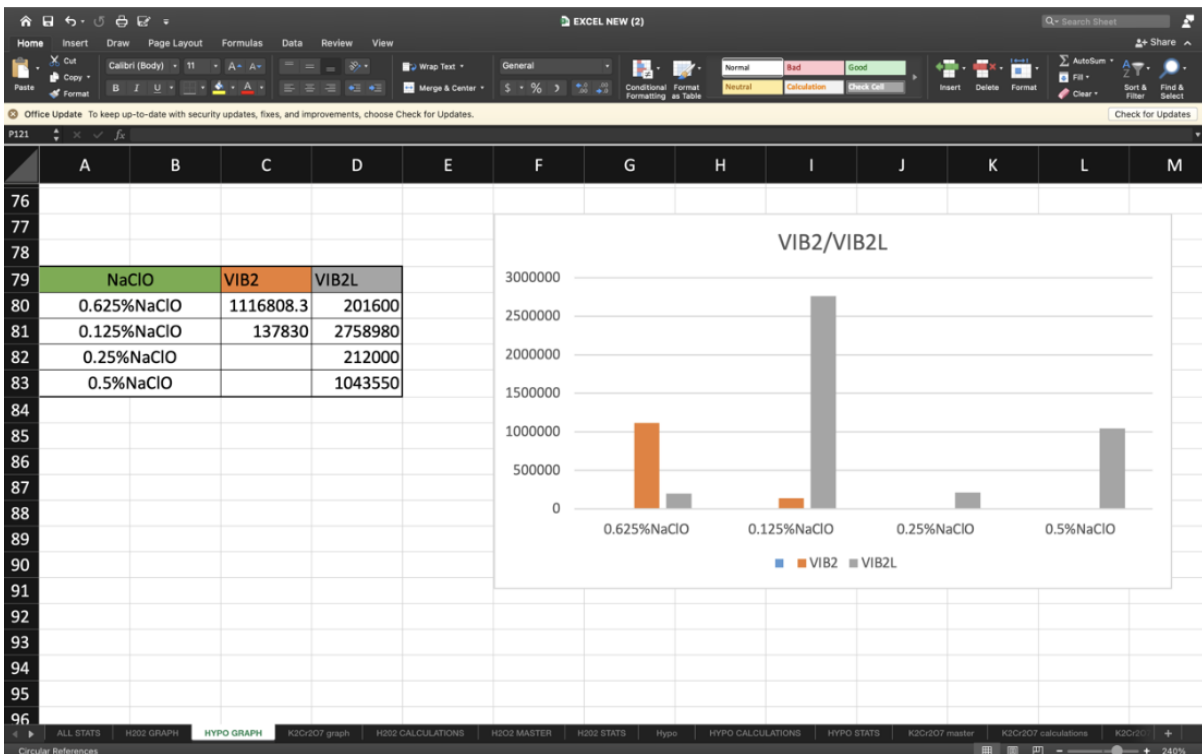 EXCEL NEW (2)
Search Sheet
Home Insert Draw Page Layout Formulas Data Review View
Share
Paste
Cut
Copy
Format
Calibri (Body) 11 A A
B I U A
Wrap Text
Merge & Center
General
$ % )
Conditional Formatting
Format as Table
Normal Bad Good
Neutral Calculation Check Cell
Insert Delete Format
AutoSum
Fill
Clear
Sort & Filter
Find & Select
Office Update To keep up-to-date with security updates, fixes, and improvements, choose Check for Updates.
Check for Updates
P121 fx
A B C D E F G H I J K L M
76
77
78
79 NaClO VIB2 VIB2L
80 0.625%NaClO 1116808.3 201600
81 0.125%NaClO 137830 2758980
82 0.25%NaClO 212000
83 0.5%NaClO 1043550
84
85
86
87
88
89
90
91
92
93
94
95
96
VIB2/VIB2L
3000000
2500000
2000000
1500000
1000000
500000
0
0.625%NaClO 0.125%NaClO 0.25%NaClO 0.5%NaClO
VIB2 VIB2L
ALL STATS H202 GRAPH HYPO GRAPH K2Cr207 graph H202 CALCULATIONS H2O2 MASTER H202 STATS Hypo HYPO CALCULATIONS HYPO STATS K2Cr2O7 master K2Cr2O7 calculations K2Cr20 +
Circular References
240%